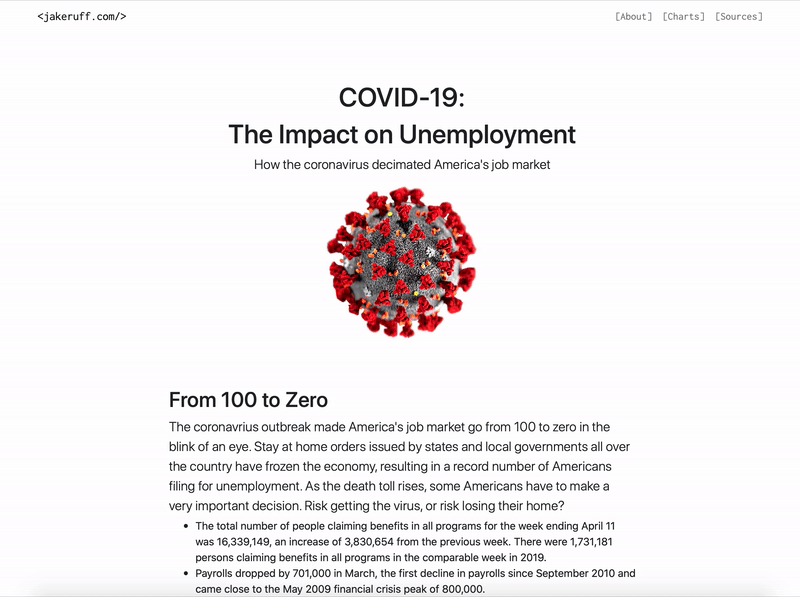 <jakeruff.com/>
[About] [Charts] [Sources]
COVID-19:
The Impact on Unemployment
How the coronavirus decimated America's job market
From 100 to Zero
The coronavrius outbreak made America's job market go from 100 to zero in the
blink of an eye. Stay at home orders issued by states and local governments all over
the country have frozen the economy, resulting in a record number of Americans
filing for unemployment. As the death toll rises, some Americans have to make a
very important decision. Risk getting the virus, or risk losing their home?
• The total number of people claiming benefits in all programs for the week ending April 11
was 16,339,149, an increase of 3,830,654 from the previous week. There were 1,731,181
persons claiming benefits in all programs in the comparable week in 2019.
• Payrolls dropped by 701,000 in March, the first decline in payrolls since September 2010 and
came close to the May 2009 financial crisis peak of 800,000.